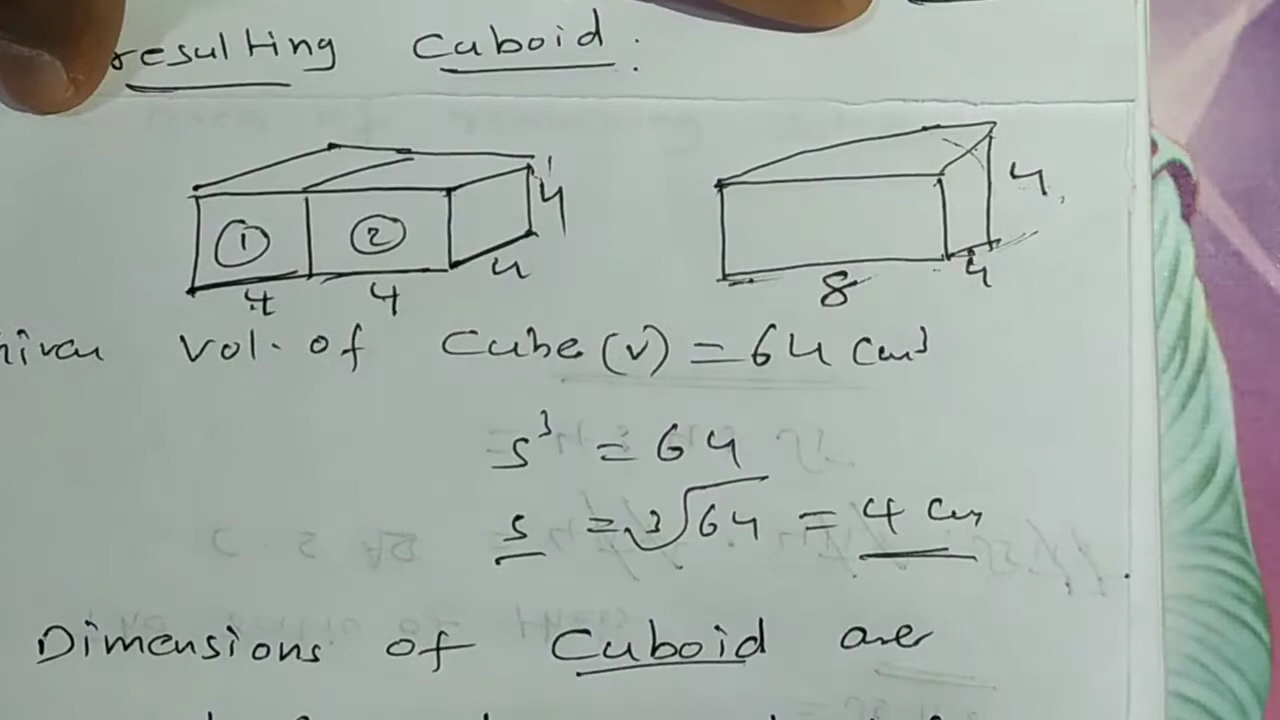 resulting Cuboid.
① ② 4
4 4 4
4
8 4
Vol. of Cube (v) = 64 cm³
s³ = 64
s = ³√64 = 4 cm
Dimensions of Cuboid are